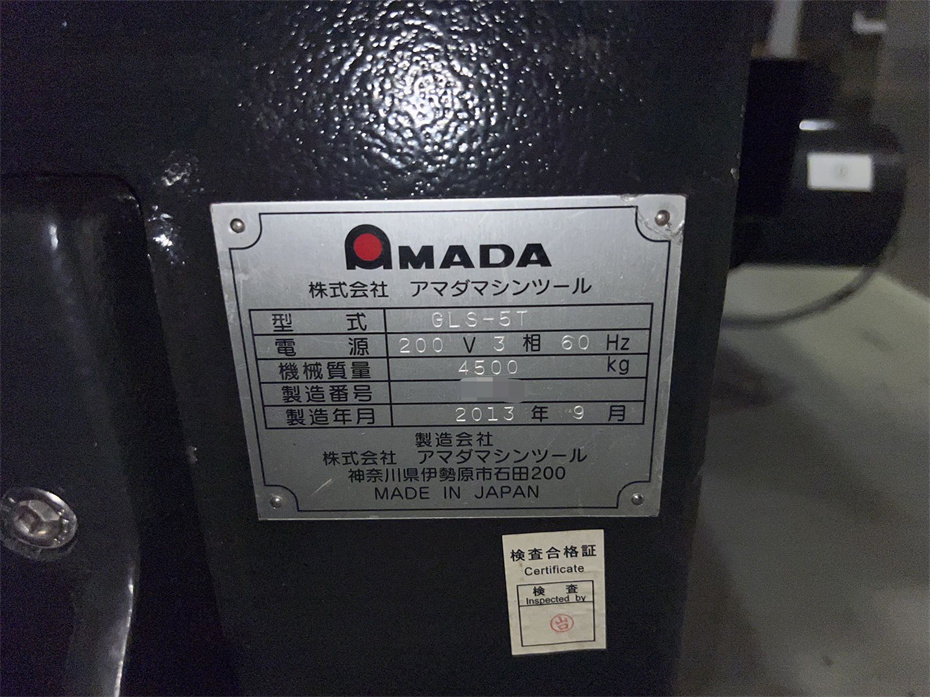 AMADA
株式会社 アマダマシンツール
型式 GLS-5T
電源 200 V 3 相 60 Hz
機械質量 4500 kg
製造番号
製造年月 2013 年 9 月
製造会社
株式会社 アマダマシンツール
神奈川県伊勢原市石田200
MADE IN JAPAN
検査合格証
Certificate
検査
Inspected by